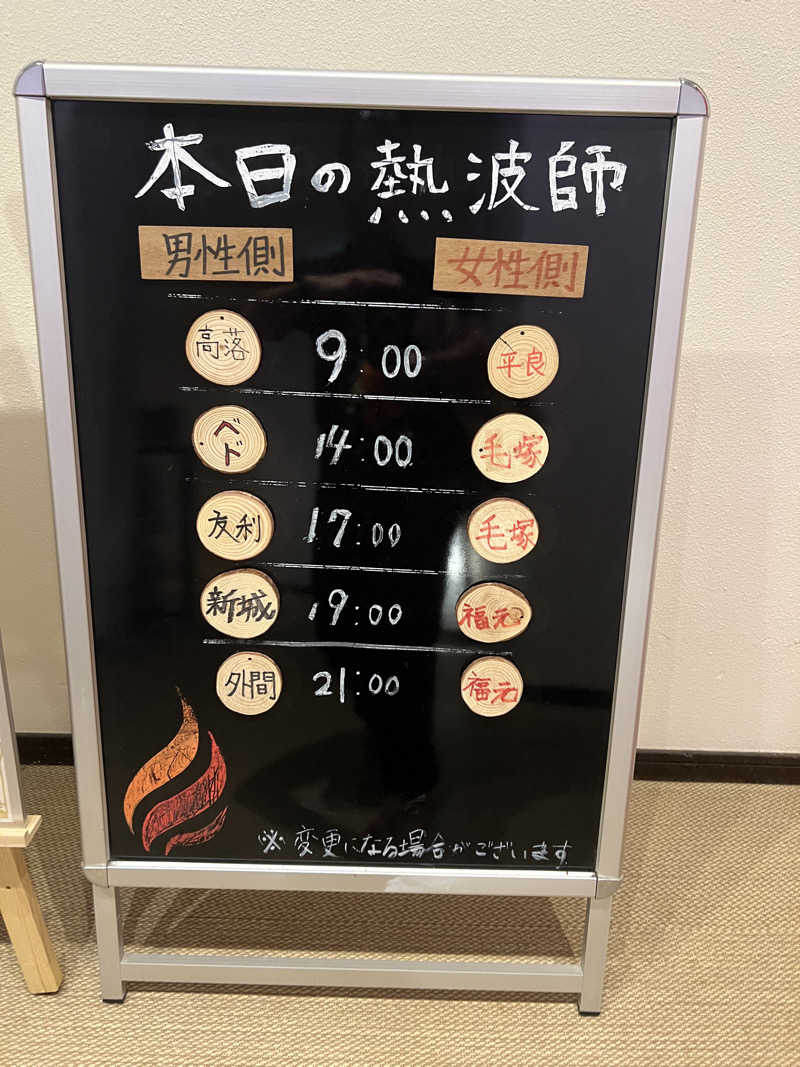 本日の熱波師
男性側 女性側
高落 9:00 平良
ベド 14:00 毛塚
友利 17:00 毛塚
新城 19:00 福元
外間 21:00 福元
※変更になる場合がございます